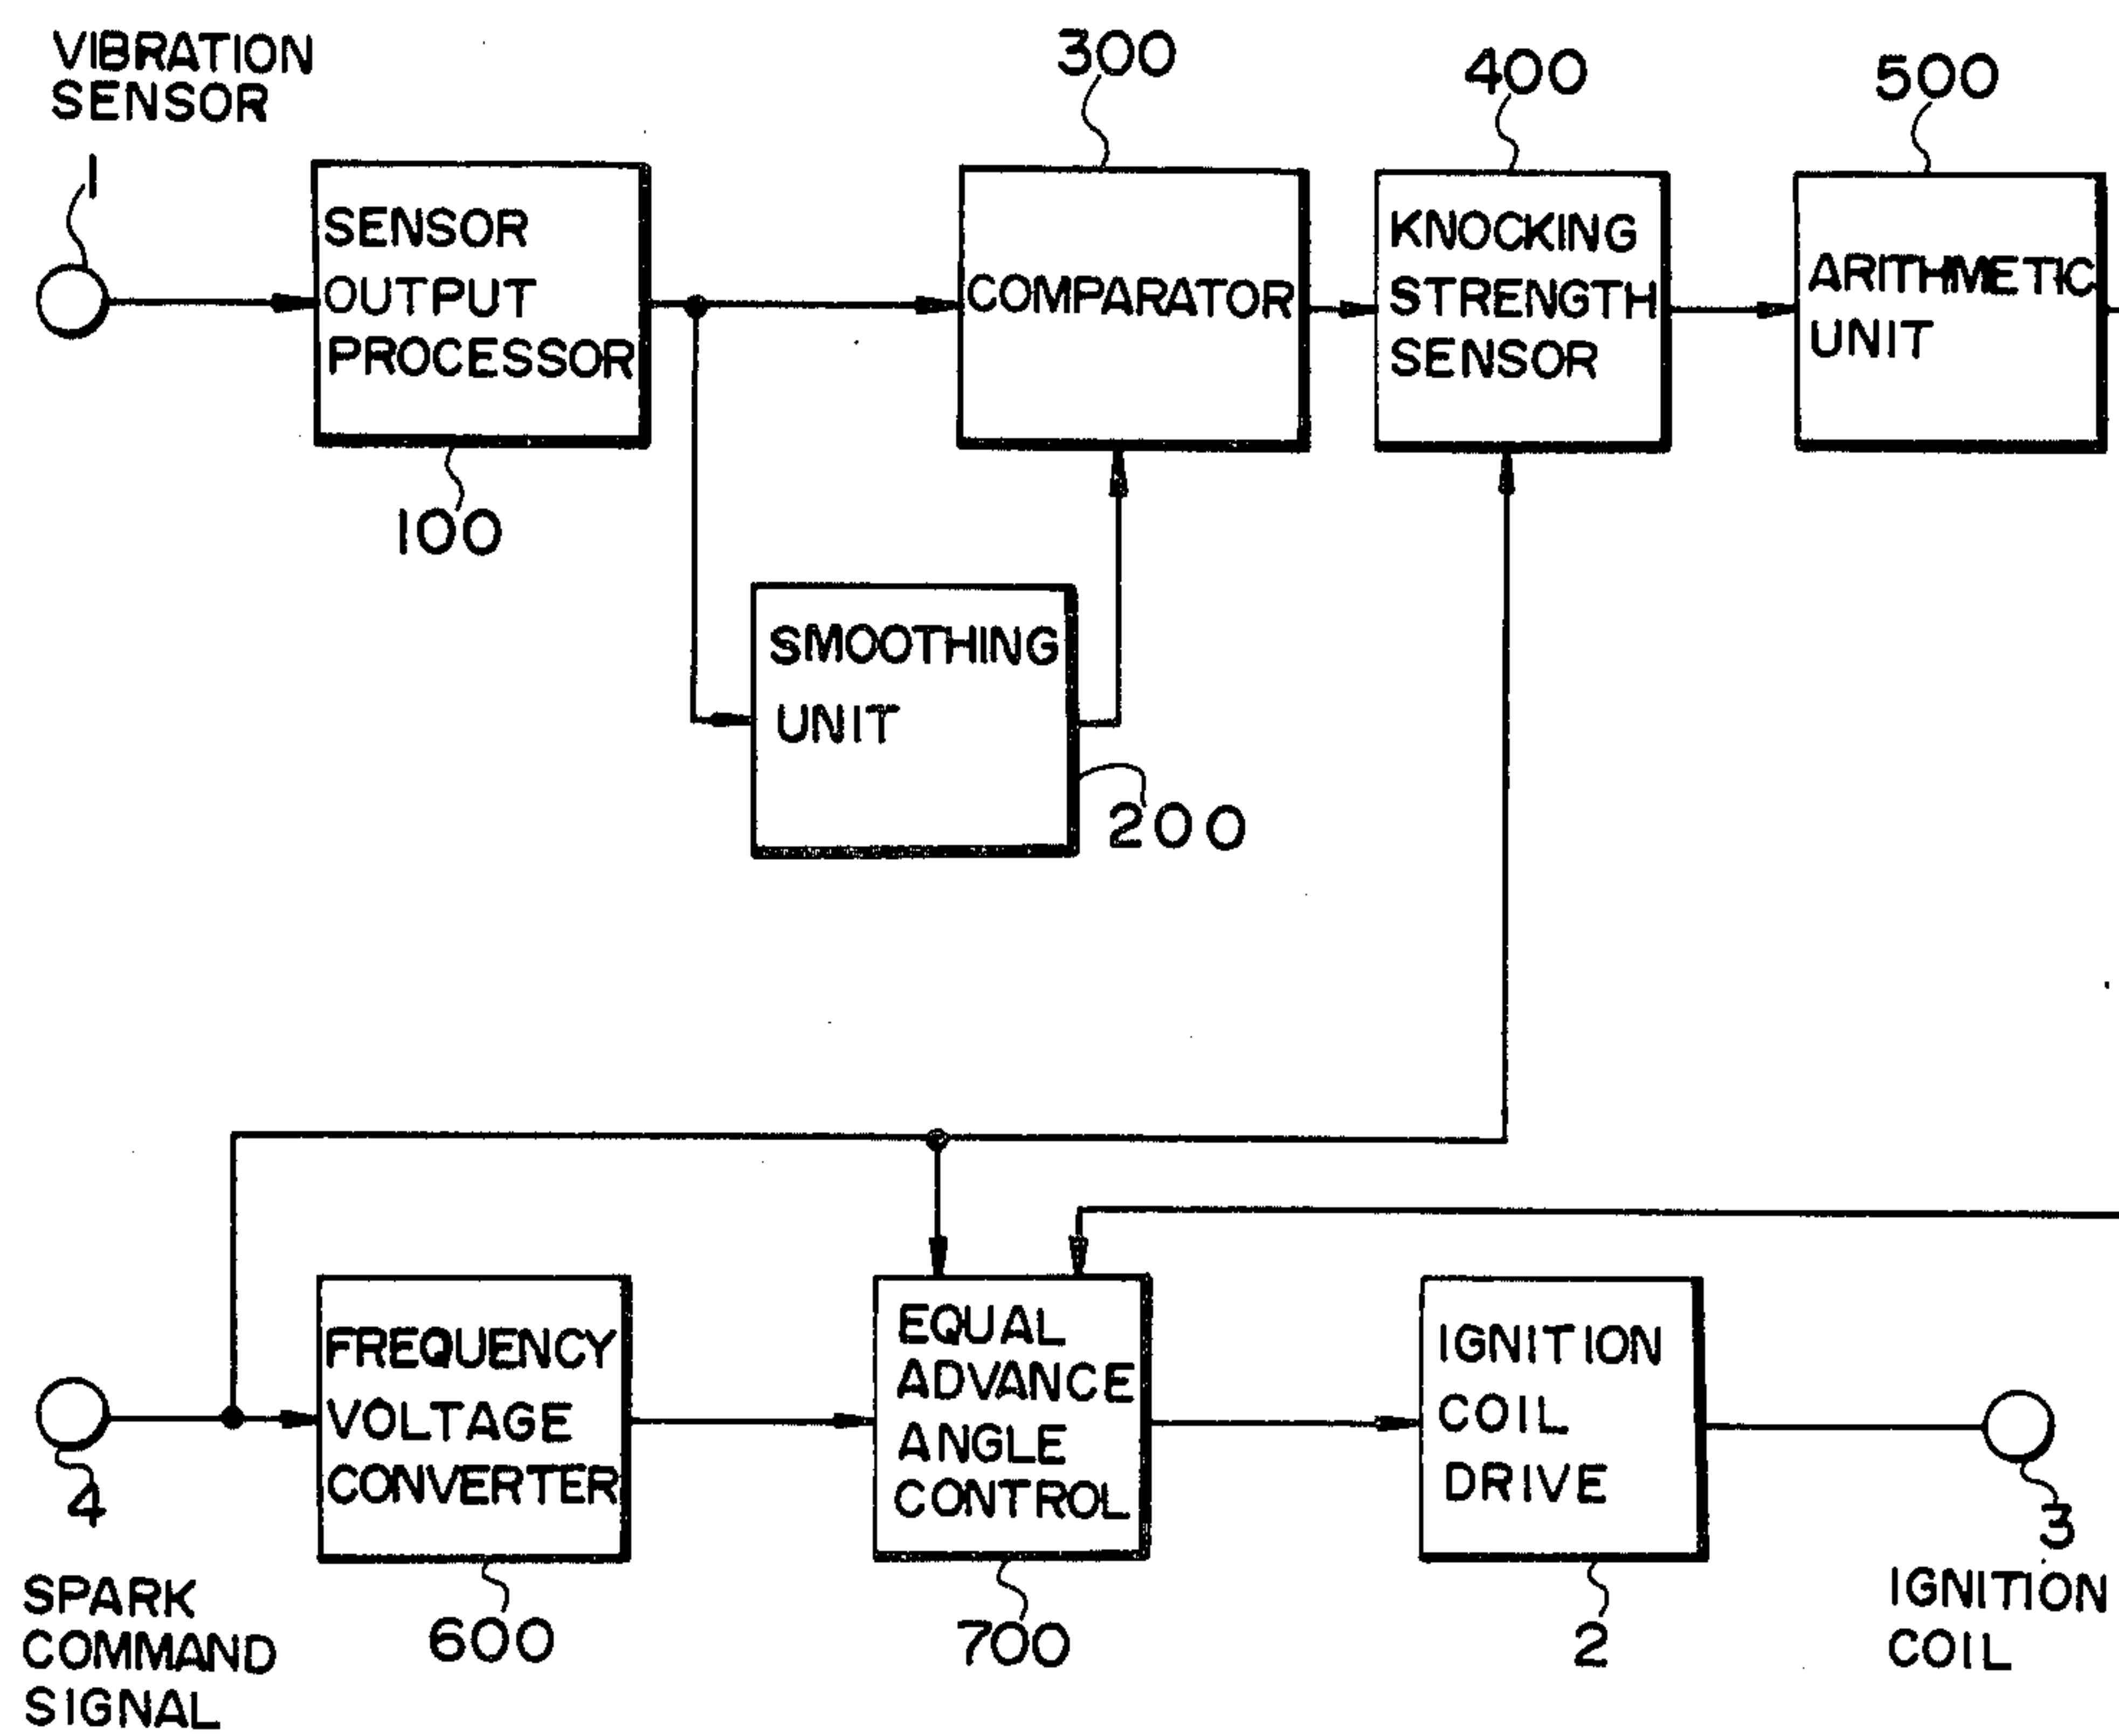 VIBRATION
SENSOR
1
300
400
500
SENSOR
OUTPUT
PROCESSOR
COMPARATOR
KNOCKING
STRENGTH
SENSOR
ARITHMETIC
UNIT
100
SMOOTHING
UNIT
200
FREQUENCY
VOLTAGE
CONVERTER
EQUAL
ADVANCE
ANGLE
CONTROL
IGNITION
COIL
DRIVE
4
SPARK
COMMAND
SIGNAL
600
700
2
3
IGNITION
COIL